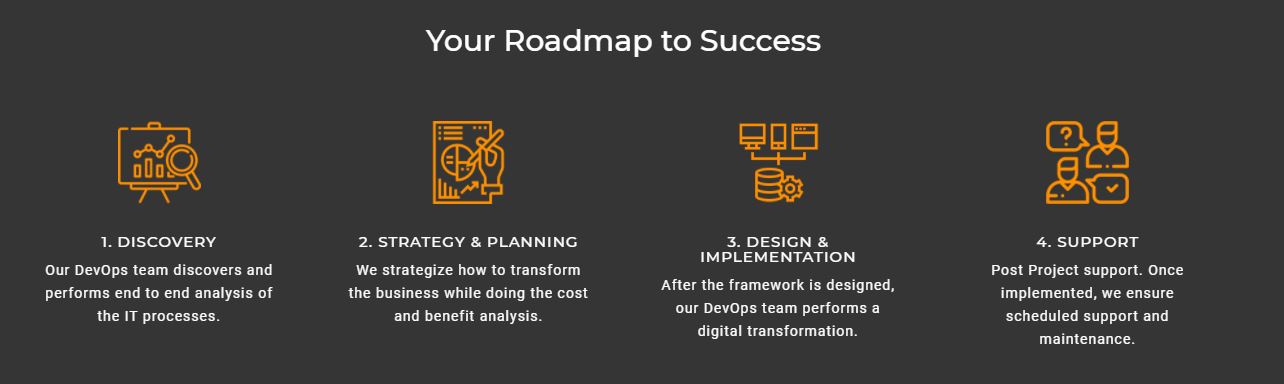 Your Roadmap to Success
1. DISCOVERY
Our DevOps team discovers and
performs end to end analysis of
the IT processes.
2. STRATEGY & PLANNING
We strategize how to transform
the business while doing the cost
and benefit analysis.
3. DESIGN &
IMPLEMENTATION
After the framework is designed,
our DevOps team performs a
digital transformation.
4. SUPPORT
Post Project support. Once
implemented, we ensure
scheduled support and
maintenance.